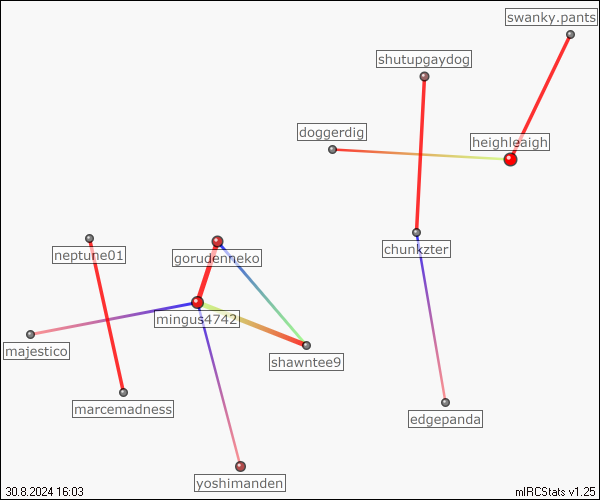 swanky.pants
shutupgaydog
doggerdig
heighleaigh
neptune01
gorudenneko
chunkzter
mingus4742
majestico
shawntee9
marcemadness
edgepanda
yoshimanden
30.8.2024 16:03
mIRCStats v1.25